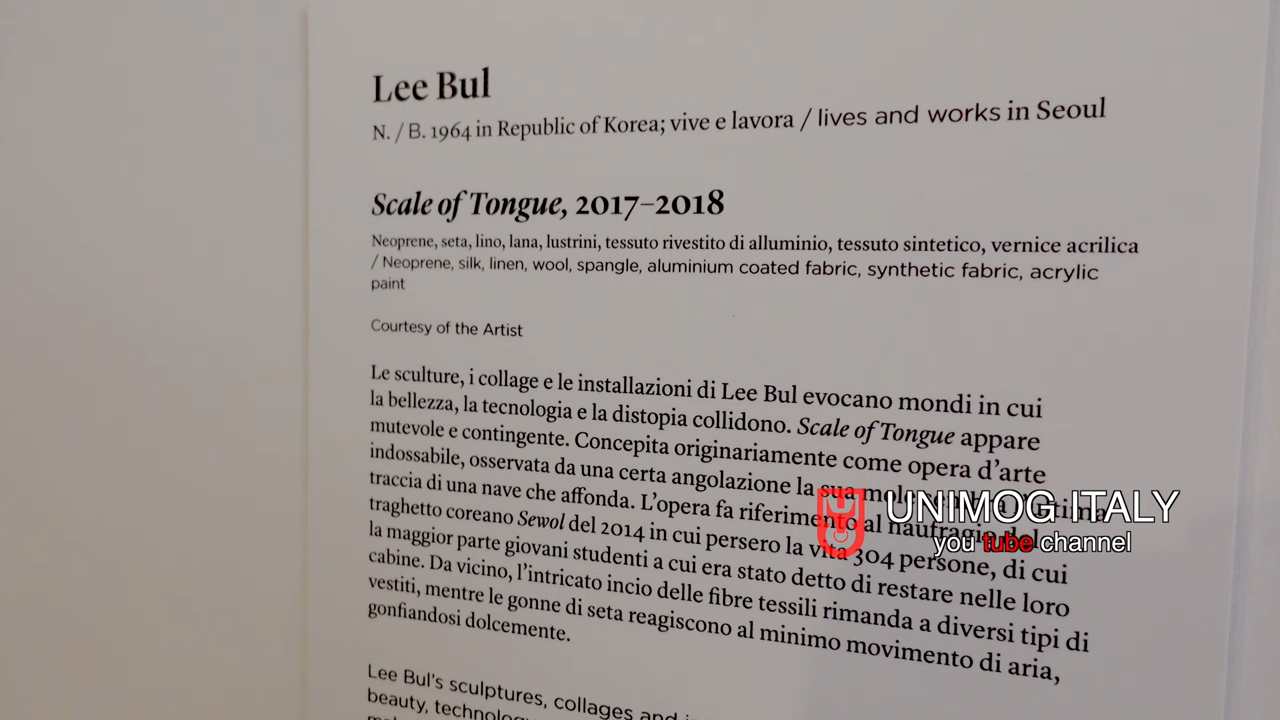 Lee Bul
N. / B. 1964 in Republic of Korea; vive e lavora / lives and works in Seoul
Scale of Tongue, 2017–2018
Neoprene, seta, lino, lana, lustrini, tessuto rivestito di alluminio, tessuto sintetico, vernice acrilica
/ Neoprene, silk, linen, wool, spangle, aluminium coated fabric, synthetic fabric, acrylic
paint
Courtesy of the Artist
Le sculture, i collage e le installazioni di Lee Bul evocano mondi in cui
la bellezza, la tecnologia e la distopia collidono. Scale of Tongue appare
mutevole e contingente. Concepita originariamente come opera d'arte
indossabile, osservata da una certa angolazione la sua
traccia di una nave che affonda. L'opera fa riferimento al naufragio del
traghetto coreano Sewol del 2014 in cui persero la vita 304 persone, di cui
la maggior parte giovani studenti a cui era stato detto di restare nelle loro
cabine. Da vicino, l'intricato incio delle fibre tessili rimanda a diversi tipi di
vestiti, mentre le gonne di seta reagiscono al minimo movimento di aria,
gonfiandosi dolcemente.
Lee Bul's sculptures, collages and
beauty,
UNIMOG ITALY
you tube channel